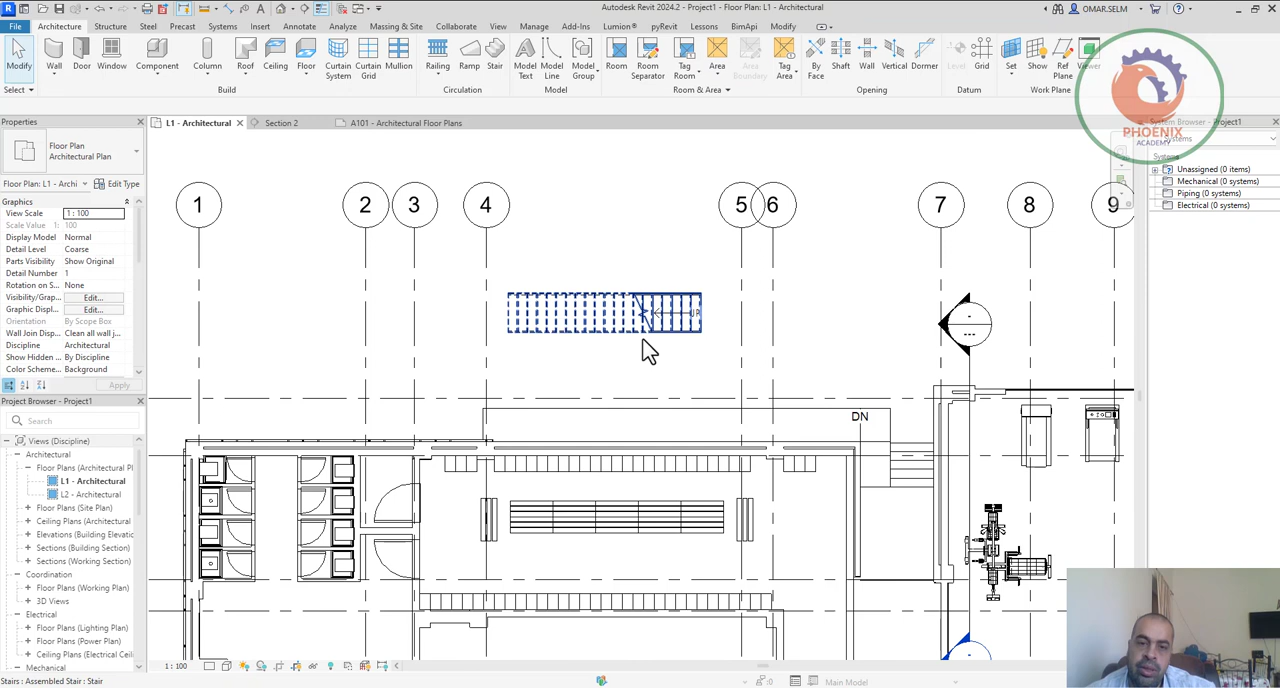 Autodesk Revit 2024.2 - Project1 - Floor Plan: L1 - Architectural
OMAR.SELM
File Architecture Structure Steel Precast Systems Insert Annotate Analyze Massing & Site Collaborate View Manage Add-Ins Lumion® pyRevit Lessons BimApi Modify
Modify Wall Door Window Component Column Roof Ceiling Floor Curtain System Curtain Grid Mullion Railing Ramp Stair Model Text Model Line Model Group Room Room Separator Tag Room Area Area Boundary Tag Area By Face Shaft Wall Vertical Dormer Level Grid Set Show Ref Plane Viewer
Select Build Circulation Model Room & Area Opening Datum Work Plane
PHOENIX
ACADEMY
Properties
L1 - Architectural
Section 2
A101 - Architectural Floor Plans
System Browser - Project1
Floor Plan
Architectural Plan
Systems
Floor Plan: L1 - Archi
Edit Type
Systems
Unassigned (0 items)
Mechanical (0 systems)
Piping (0 systems)
Electrical (0 systems)
Graphics
View Scale 1 : 100
Scale Value 1: 100
Display Model Normal
Detail Level Coarse
Parts Visibility Show Original
Detail Number 1
Rotation on S... None
Visibility/Grap... Edit...
Graphic Displ... Edit...
Orientation By Scope Box
Wall Join Disp... Clean all wall j...
Discipline Architectural
Show Hidden ... By Discipline
Color Scheme... Background
Apply
1 2 3 4 5 6 7 8 9
UP
-
---
DN
-
Project Browser - Project1
Search
Views (Discipline)
Architectural
Floor Plans (Architectural Pl
L1 - Architectural
L2 - Architectural
Floor Plans (Site Plan)
Ceiling Plans (Architectural
Elevations (Building Elevatio
Sections (Building Section)
Sections (Working Section)
Coordination
Floor Plans (Working Plan)
3D Views
Electrical
Floor Plans (Lighting Plan)
Floor Plans (Power Plan)
Ceiling Plans (Electrical Ceili
Mechanical
1 : 100
Stairs : Assembled Stair : Stair
:0
Main Model